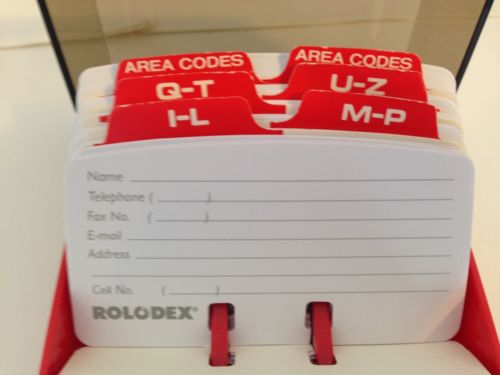 AREA CODES AREA CODES
Q-T U-Z
I-L M-P
Name
Telephone ( )
Fax No. ( )
E-mail
Address
Cell No. ( )
ROLODEX®